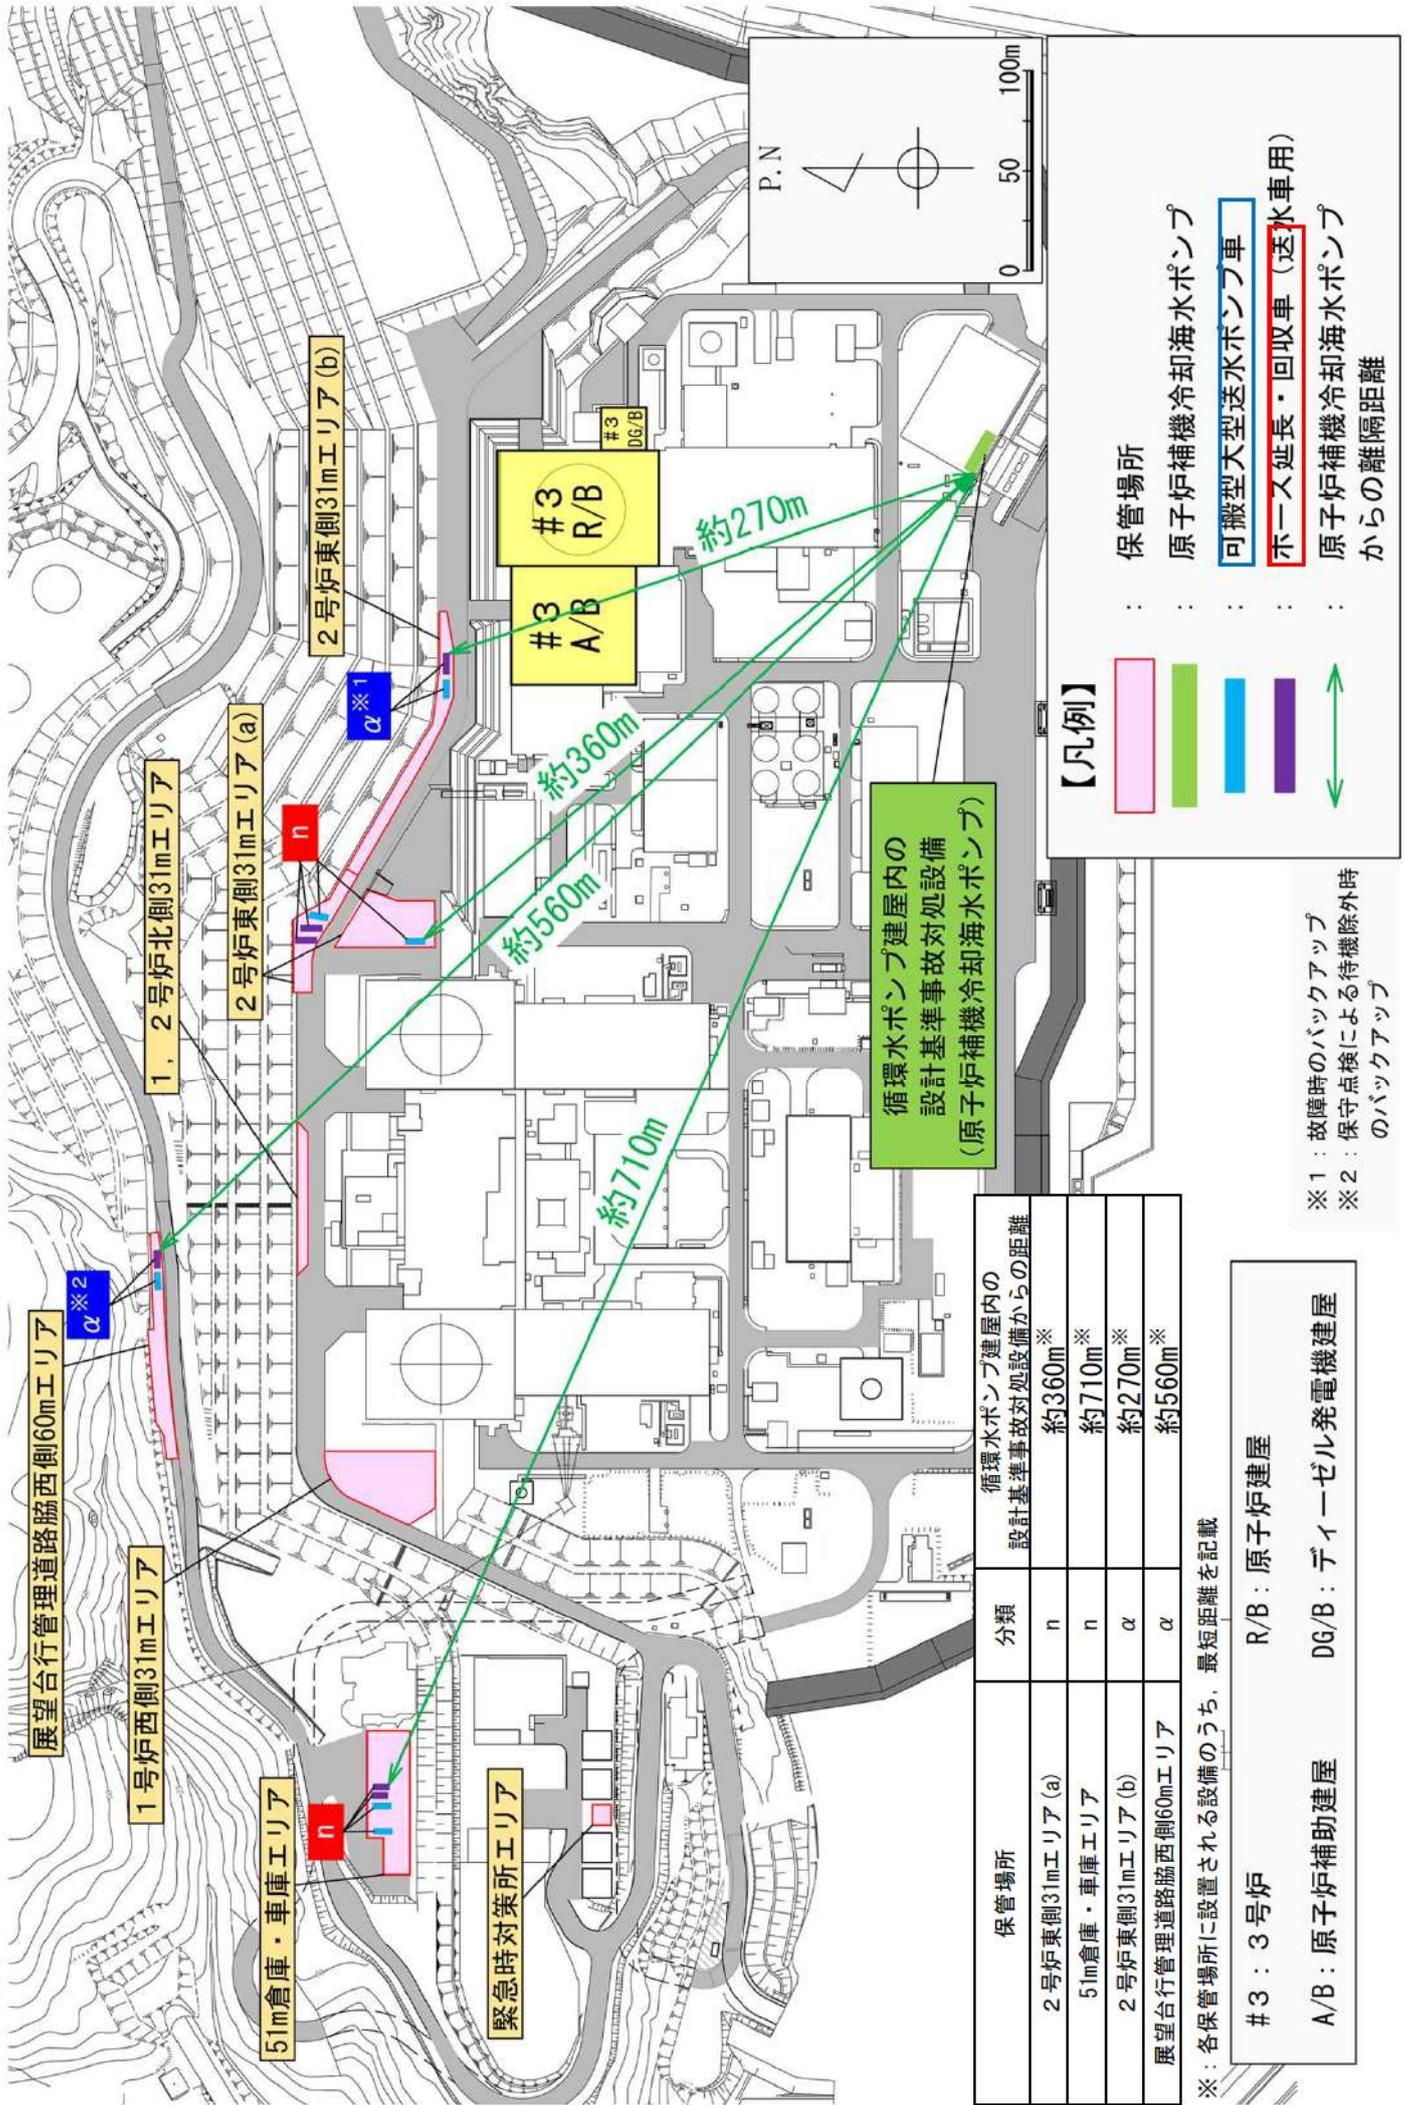 展望台行管理道路脇西側60mエリア
α※2
1号炉西側31mエリア
51m倉庫・車庫エリア
n
緊急時対策所エリア
1，2号炉北側31mエリア
2号炉東側31mエリア(a)
n
2号炉東側31mエリア(b)
α※1
#3
A/B
#3
R/B
#3
DG/B
約270m
約360m
約560m
約710m
循環水ポンプ建屋内の
設計基準事故対処設備
(原子炉補機冷却海水ポンプ)
P.N
0 50 100m
【凡例】
： 保管場所
： 原子炉補機冷却海水ポンプ
： 可搬型大型送水ポンプ車
： ホース延長・回収車（送水車用）
： 原子炉補機冷却海水ポンプ
からの離隔距離
※1：故障時のバックアップ
※2：保守点検による待機除外時
のバックアップ
保管場所 分類 循環水ポンプ建屋内の
設計基準事故対処設備からの距離
2号炉東側31mエリア(a) n 約360m※
51m倉庫・車庫エリア n 約710m※
2号炉東側31mエリア(b) α 約270m※
展望台行管理道路脇西側60mエリア α 約560m※
※：各保管場所に設置される設備のうち，最短距離を記載
#3：3号炉 R/B：原子炉建屋
A/B：原子炉補助建屋 DG/B：ディーゼル発電機建屋